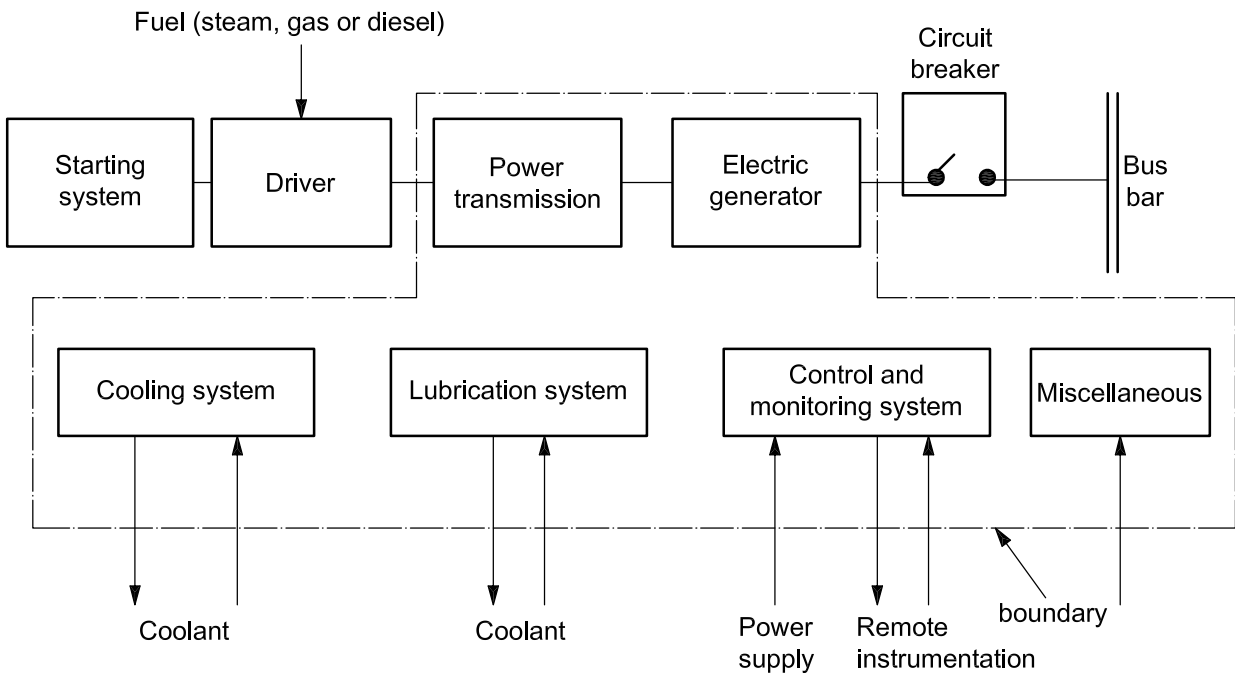 Fuel (steam, gas or diesel)
Circuit
breaker
Starting
system
Driver
Power
transmission
Electric
generator
Bus
bar
Cooling system
Lubrication system
Control and
monitoring system
Miscellaneous
Coolant
Coolant
Power
supply
Remote
instrumentation
boundary